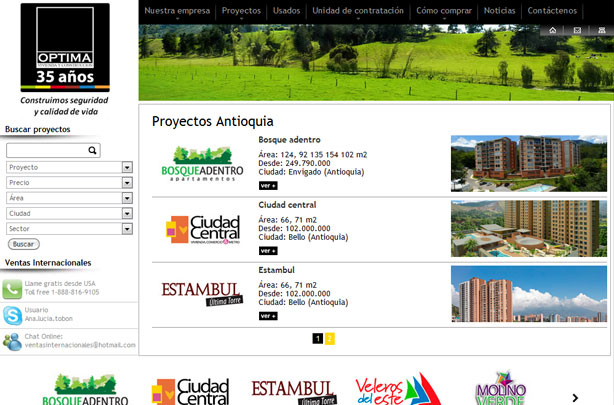 Nuestra empresa
Proyectos
Usados
Unidad de contratación
Cómo comprar
Noticias
Contáctenos
OPTIMA
VIVIENDA Y CONSTRUCCION
35 años
Construimos seguridad
y calidad de vida
Buscar proyectos
Proyecto
Precio
Área
Ciudad
Sector
Buscar
Ventas Internacionales
Llame gratis desde USA
Toll free 1-888-816-9105
Usuario
Ana.lucia.tobon
Chat Online:
ventasinternacionales@hotmail.com
Proyectos Antioquia
BOSQUEADENTRO
apartamentos
Bosque adentro
Área: 124, 92 135 154 102 m2
Desde: 249.790.000
Ciudad: Envigado (Antioquia)
ver +
Ciudad
Central
VIVIENDA, COMERCIO & METRO
Ciudad central
Área: 66, 71 m2
Desde: 102.000.000
Ciudad: Bello (Antioquia)
ver +
ESTAMBUL
Última Torre
Estambul
Área: 66, 71 m2
Desde: 102.000.000
Ciudad: Bello (Antioquia)
ver +
1 2
BOSQUEADENTRO
Ciudad
Central
ESTAMBUL
Última Torre
Veleros
del este
MOLINO
VERDE